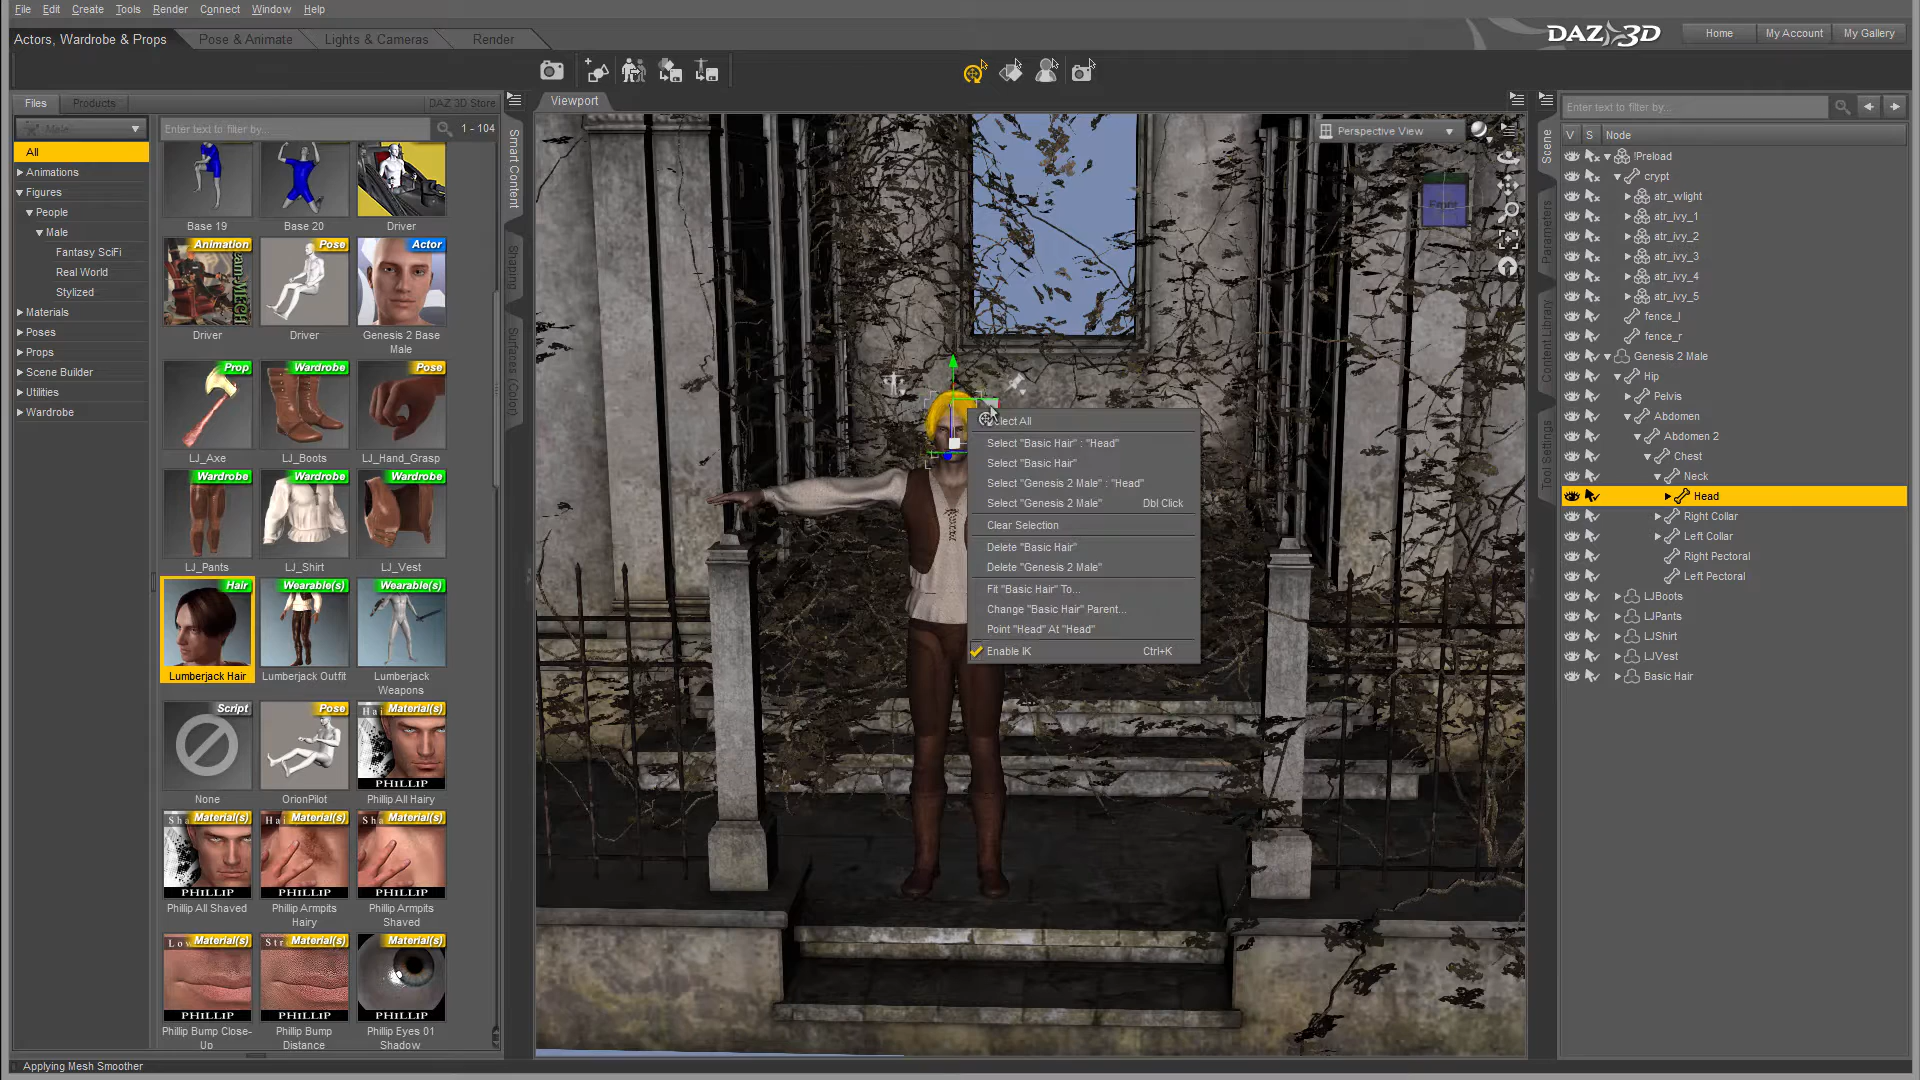 File Edit Create Tools Render Connect Window Help
Actors, Wardrobe & Props Pose & Animate Lights & Cameras Render
DAZ 3D
Home My Account My Gallery
Files Products DAZ 3D Store
Viewport
Male
Enter text to filter by... 1 - 104
Perspective View
Front
All
Animations
Figures
People
Male
Fantasy SciFi
Real World
Stylized
Materials
Poses
Props
Scene Builder
Utilities
Wardrobe
Base 19 Base 20 Driver
Animation Pose Actor
Driver Driver Genesis 2 Base Male
Prop Wardrobe Pose
LJ_Axe LJ_Boots LJ_Hand_Grasp
Wardrobe Wardrobe Wardrobe
LJ_Pants LJ_Shirt LJ_Vest
Hair Wearable(s) Wearable(s)
Lumberjack Hair Lumberjack Outfit Lumberjack Weapons
Script Pose Material(s)
PHILLIP
None OrionPilot Phillip All Hairy
Material(s) Material(s) Material(s)
PHILLIP PHILLIP PHILLIP
Phillip All Shaved Phillip Armpits Hairy Phillip Armpits Shaved
Material(s) Material(s) Material(s)
PHILLIP PHILLIP PHILLIP
Phillip Bump Close-Up Phillip Bump Distance Phillip Eyes 01 Shadow
Smart Content
Shaping
Surfaces (Color)
lect All
Select "Basic Hair" : "Head"
Select "Basic Hair"
Select "Genesis 2 Male" : "Head"
Select "Genesis 2 Male" Dbl Click
Clear Selection
Delete "Basic Hair"
Delete "Genesis 2 Male"
Fit "Basic Hair" To...
Change "Basic Hair" Parent...
Point "Head" At "Head"
Enable IK Ctrl+K
Scene
Parameters
Content Library
Tool Settings
Enter text to filter by...
V S Node
!Preload
crypt
atr_wlight
atr_ivy_1
atr_ivy_2
atr_ivy_3
atr_ivy_4
atr_ivy_5
fence_l
fence_r
Genesis 2 Male
Hip
Pelvis
Abdomen
Abdomen 2
Chest
Neck
Head
Right Collar
Left Collar
Right Pectoral
Left Pectoral
LJBoots
LJPants
LJShirt
LJVest
Basic Hair
Applying Mesh Smoother